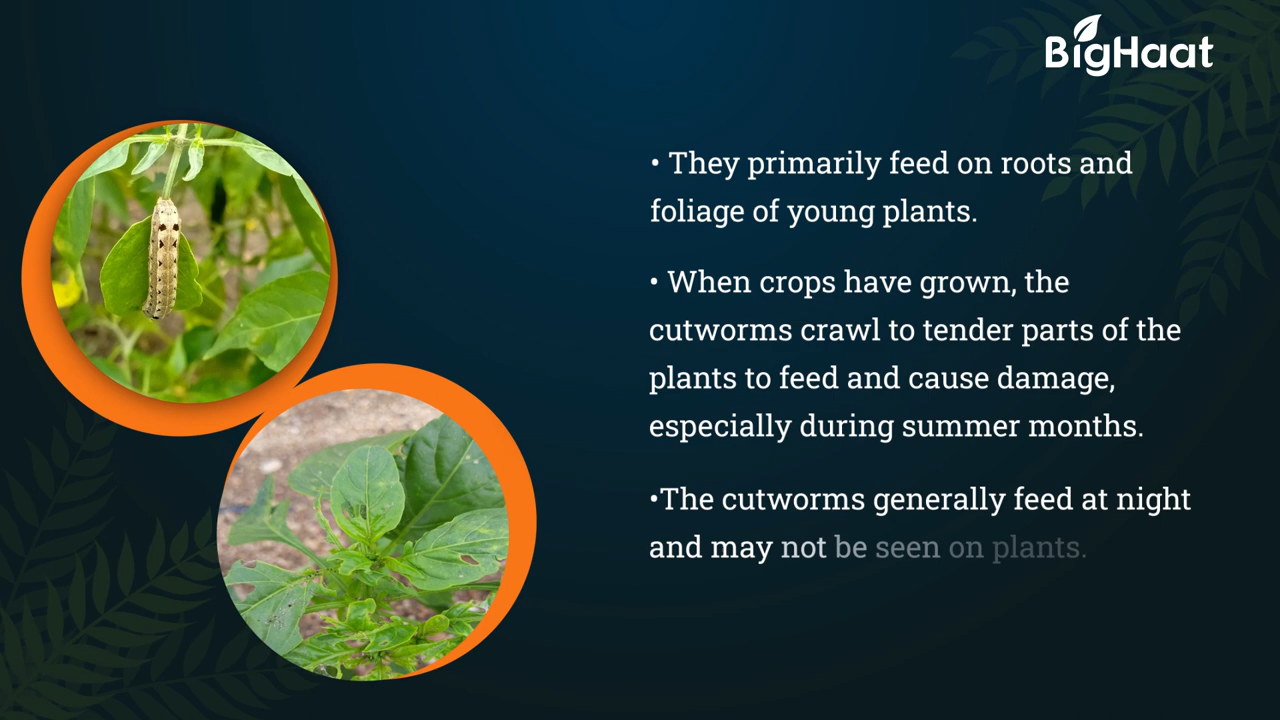 BigHaat
• They primarily feed on roots and
foliage of young plants.
• When crops have grown, the
cutworms crawl to tender parts of the
plants to feed and cause damage,
especially during summer months.
•The cutworms generally feed at night
and may not be seen on plants.